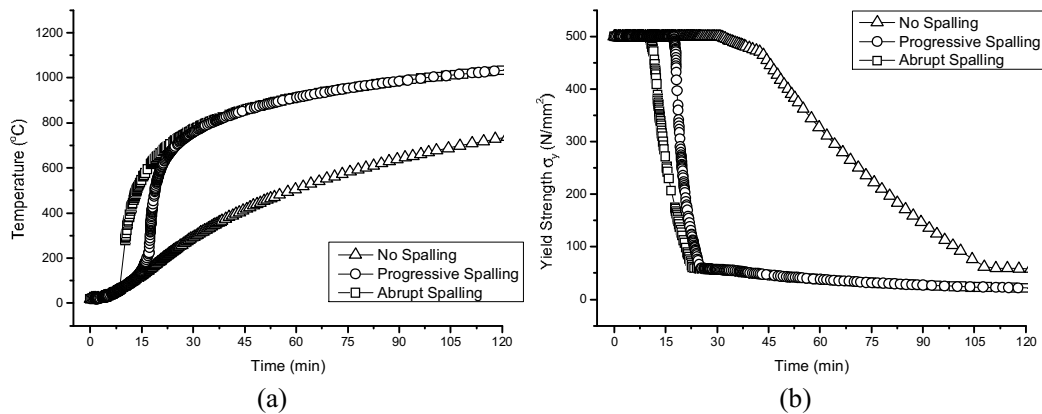 1200
1000
800
600
400
200
0
Temperature (°C)
No Spalling
Progressive Spalling
Abrupt Spalling
0 15 30 45 60 75 90 105 120
Time (min)
(a)
500
400
300
200
100
0
Yield Strength σy (N/mm²)
No Spalling
Progressive Spalling
Abrupt Spalling
0 15 30 45 60 75 90 105 120
Time (min)
(b)